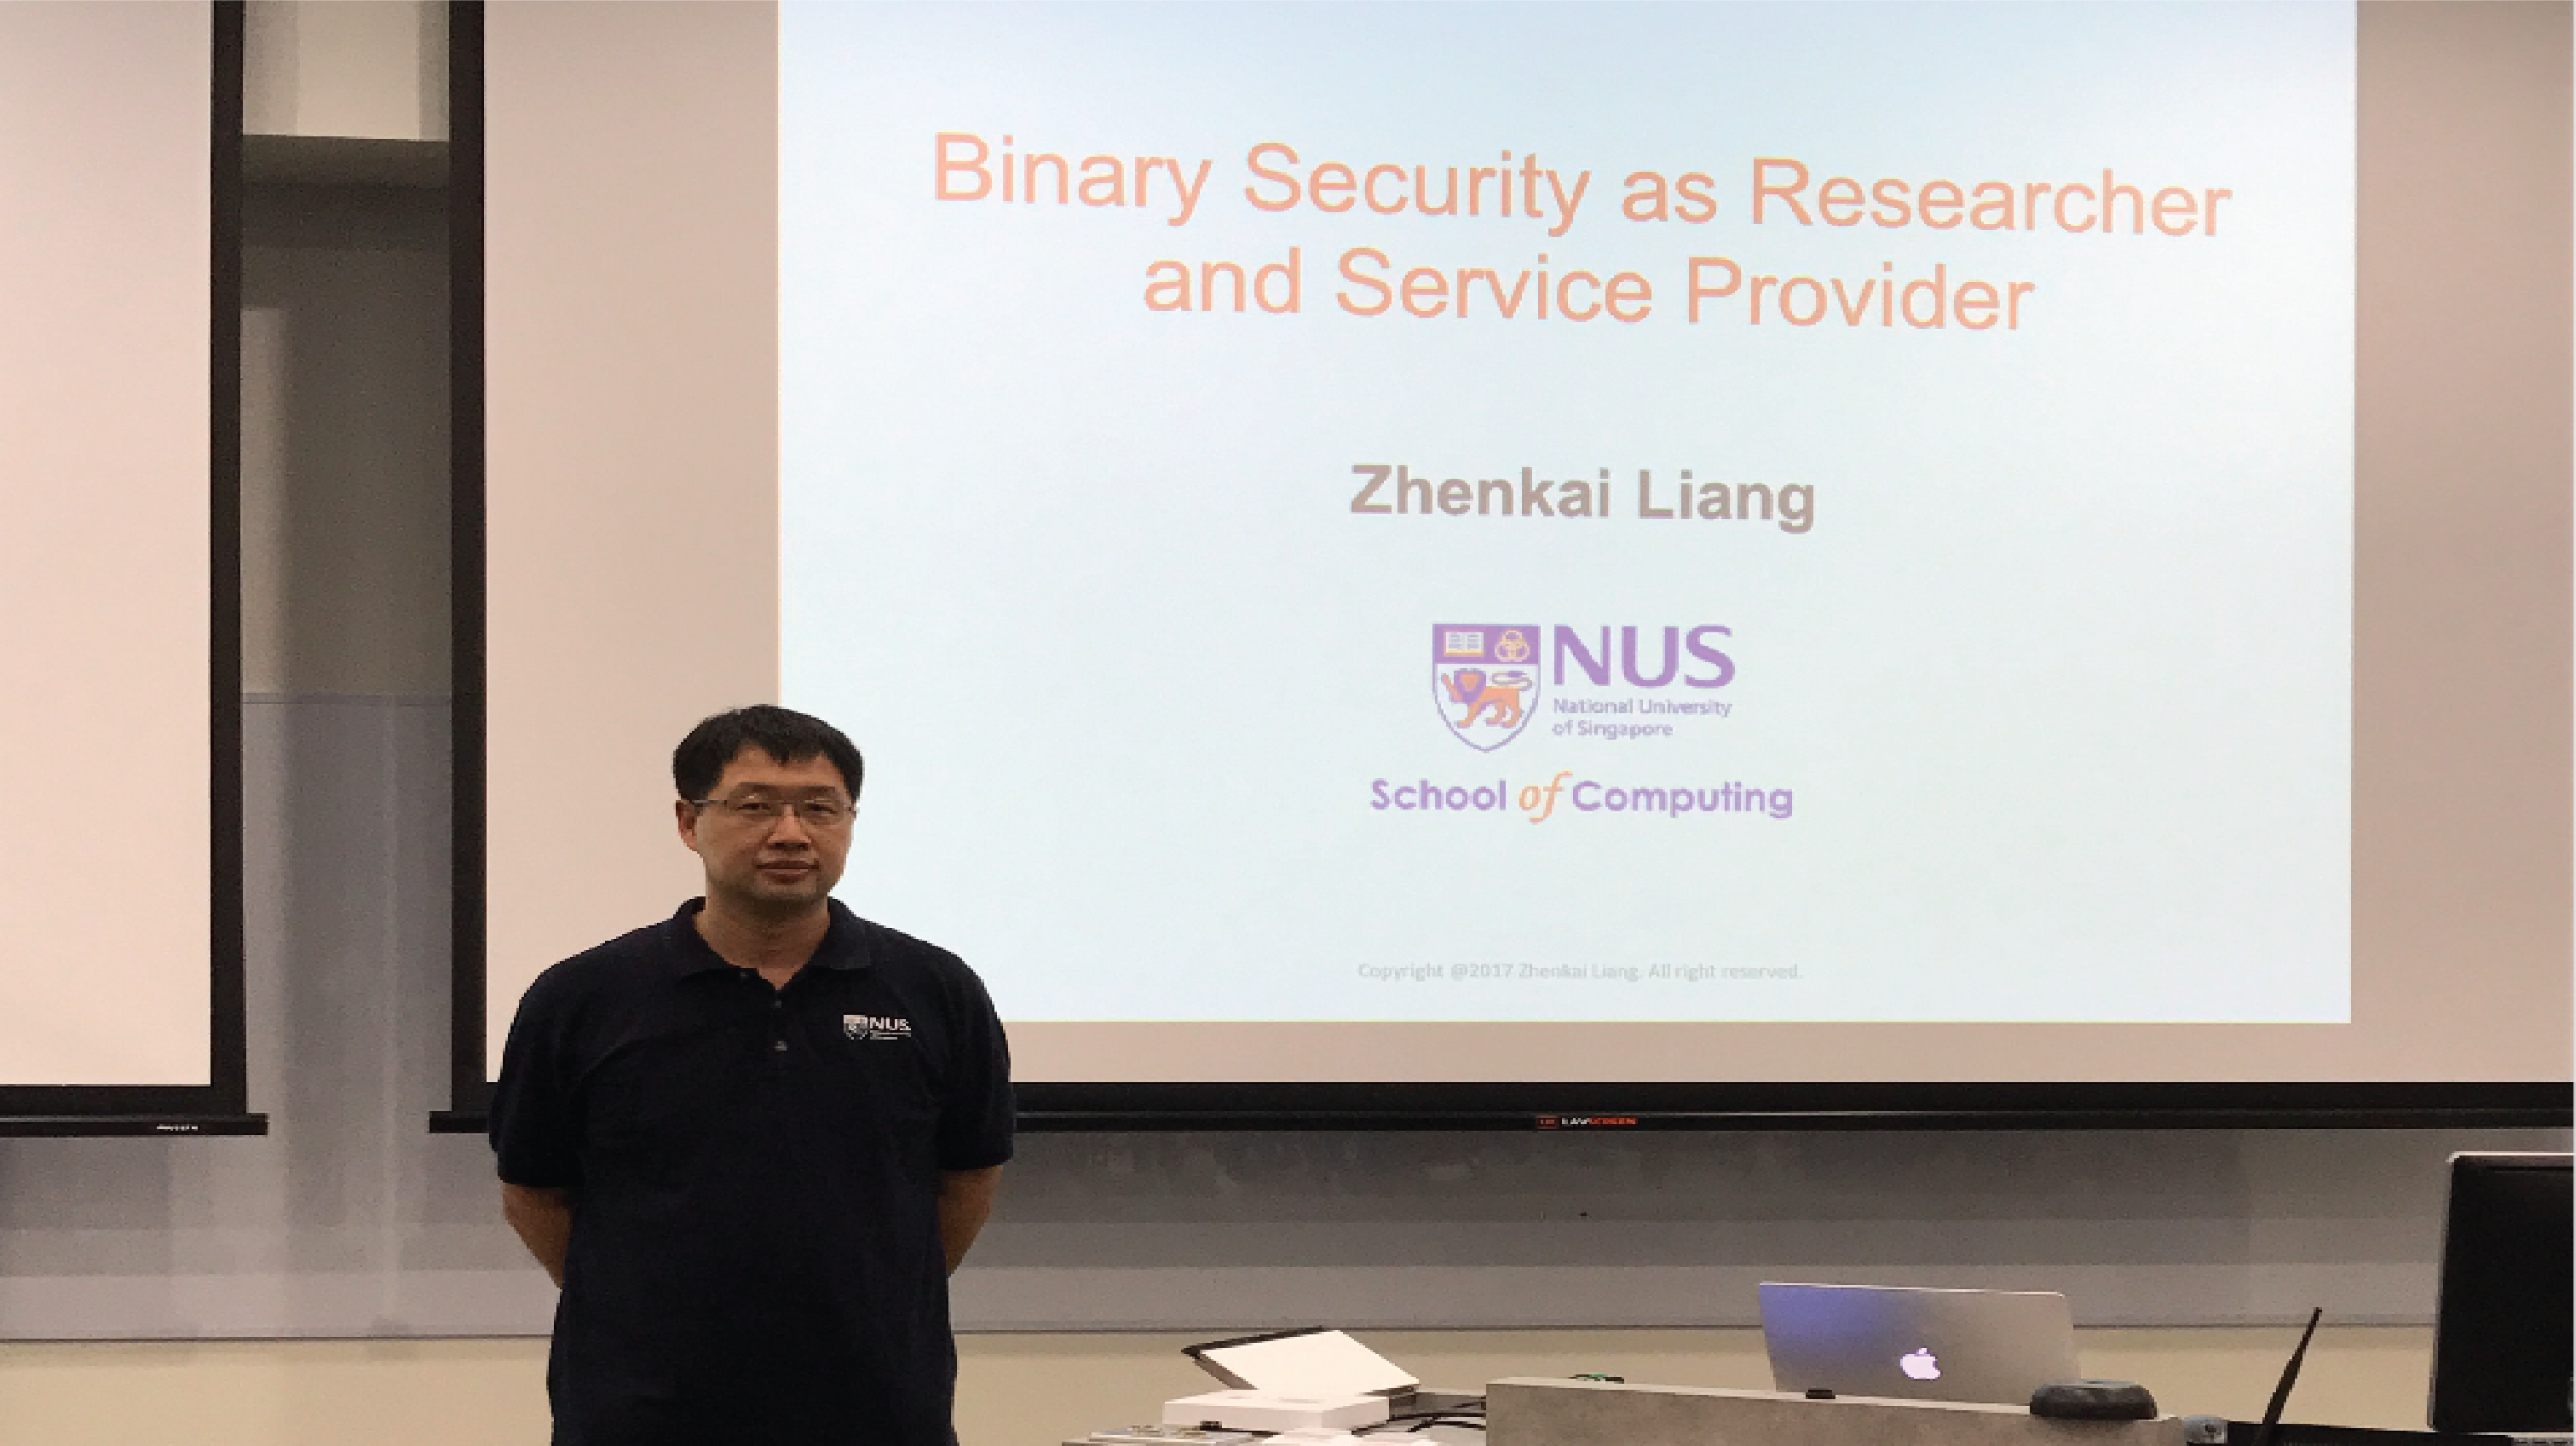 Binary Security as Researcher
and Service Provider
Zhenkai Liang
NUS
National University
of Singapore
School of Computing
Copyright @2017 Zhenkai Liang. All right reserved.
NUS